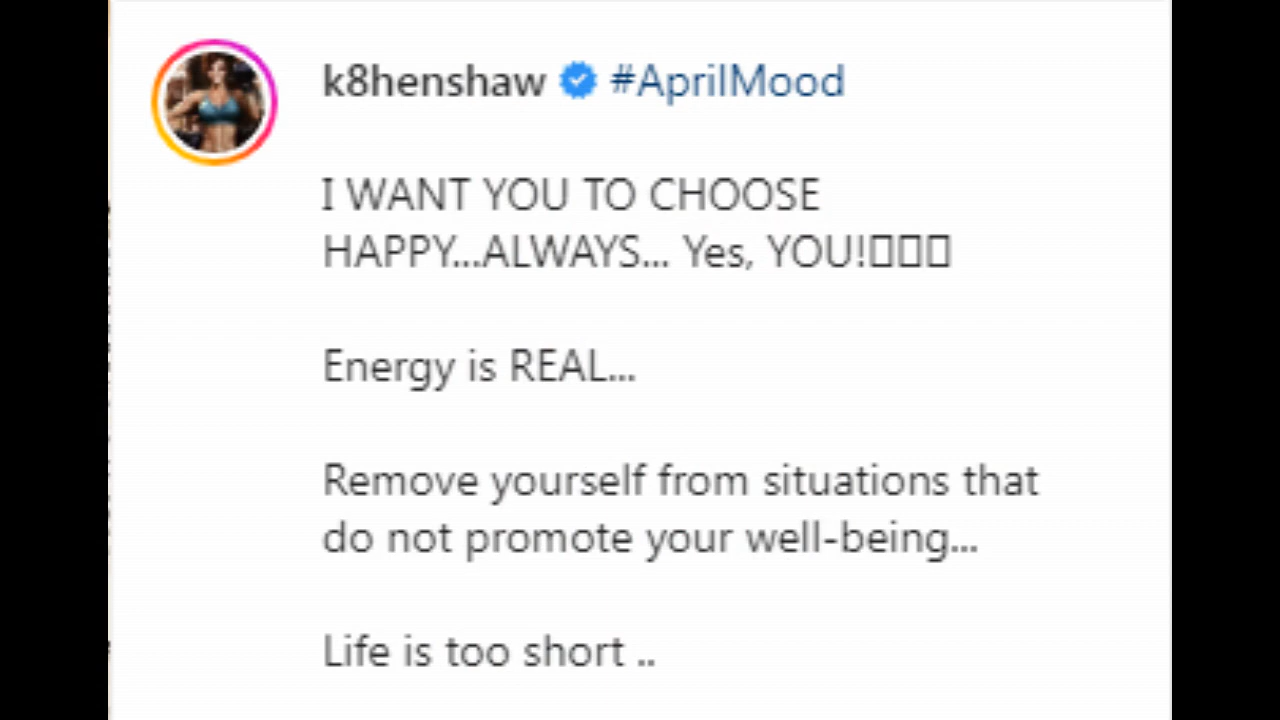 k8henshaw #AprilMood
I WANT YOU TO CHOOSE
HAPPY...ALWAYS... Yes, YOU!▯▯▯
Energy is REAL...
Remove yourself from situations that
do not promote your well-being...
Life is too short ..